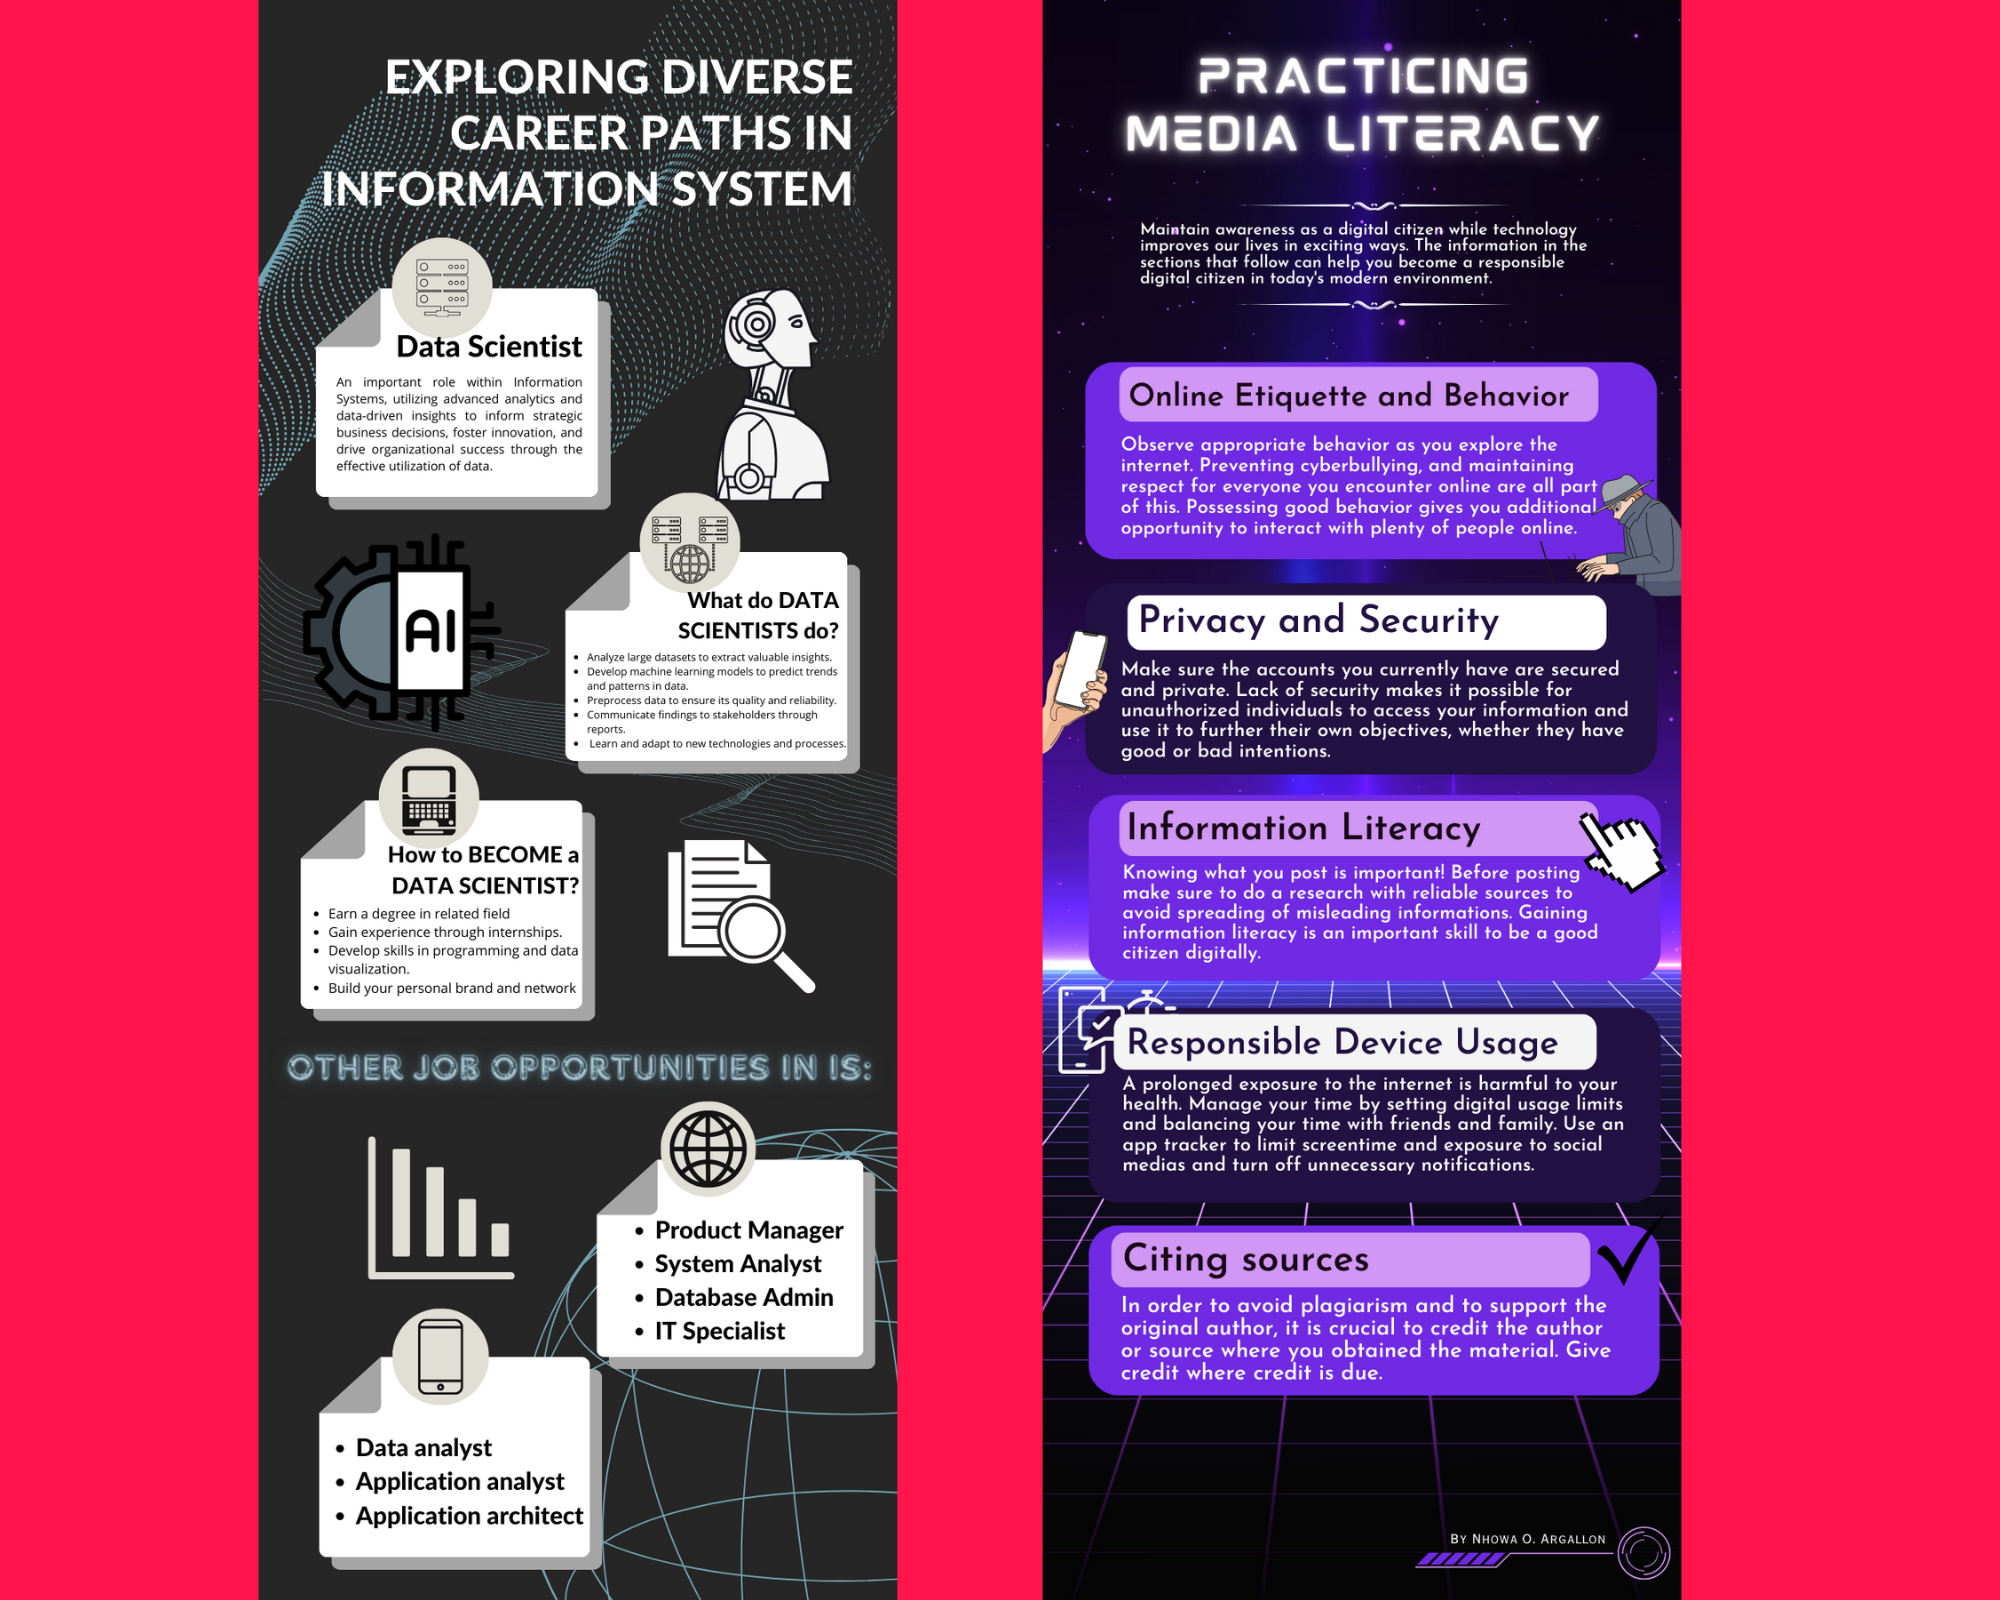 EXPLORING DIVERSE
CAREER PATHS IN
INFORMATION SYSTEM
Data Scientist
An important role within Information
Systems, utilizing advanced analytics and
data-driven insights to inform strategic
business decisions, foster innovation, and
drive organizational success through the
effective utilization of data.
AI
What do DATA
SCIENTISTS do?
• Analyze large datasets to extract valuable insights.
• Develop machine learning models to predict trends
and patterns in data.
• Preprocess data to ensure its quality and reliability.
• Communicate findings to stakeholders through
reports.
• Learn and adapt to new technologies and processes.
How to BECOME a
DATA SCIENTIST?
• Earn a degree in related field
• Gain experience through internships.
• Develop skills in programming and data
visualization.
• Build your personal brand and network
OTHER JOB OPPORTUNITIES IN IS:
• Product Manager
• System Analyst
• Database Admin
• IT Specialist
• Data analyst
• Application analyst
• Application architect
PRACTICING
MEDIA LITERACY
Maintain awareness as a digital citizen while technology
improves our lives in exciting ways. The information in the
sections that follow can help you become a responsible
digital citizen in today's modern environment.
Online Etiquette and Behavior
Observe appropriate behavior as you explore the
internet. Preventing cyberbullying, and maintaining
respect for everyone you encounter online are all part
of this. Possessing good behavior gives you additional
opportunity to interact with plenty of people online.
Privacy and Security
Make sure the accounts you currently have are secured
and private. Lack of security makes it possible for
unauthorized individuals to access your information and
use it to further their own objectives, whether they have
good or bad intentions.
Information Literacy
Knowing what you post is important! Before posting
make sure to do a research with reliable sources to
avoid spreading of misleading informations. Gaining
information literacy is an important skill to be a good
citizen digitally.
Responsible Device Usage
A prolonged exposure to the internet is harmful to your
health. Manage your time by setting digital usage limits
and balancing your time with friends and family. Use an
app tracker to limit screentime and exposure to social
medias and turn off unnecessary notifications.
Citing sources
In order to avoid plagiarism and to support the
original author, it is crucial to credit the author
or source where you obtained the material. Give
credit where credit is due.
BY NHOWA O. ARGALLON